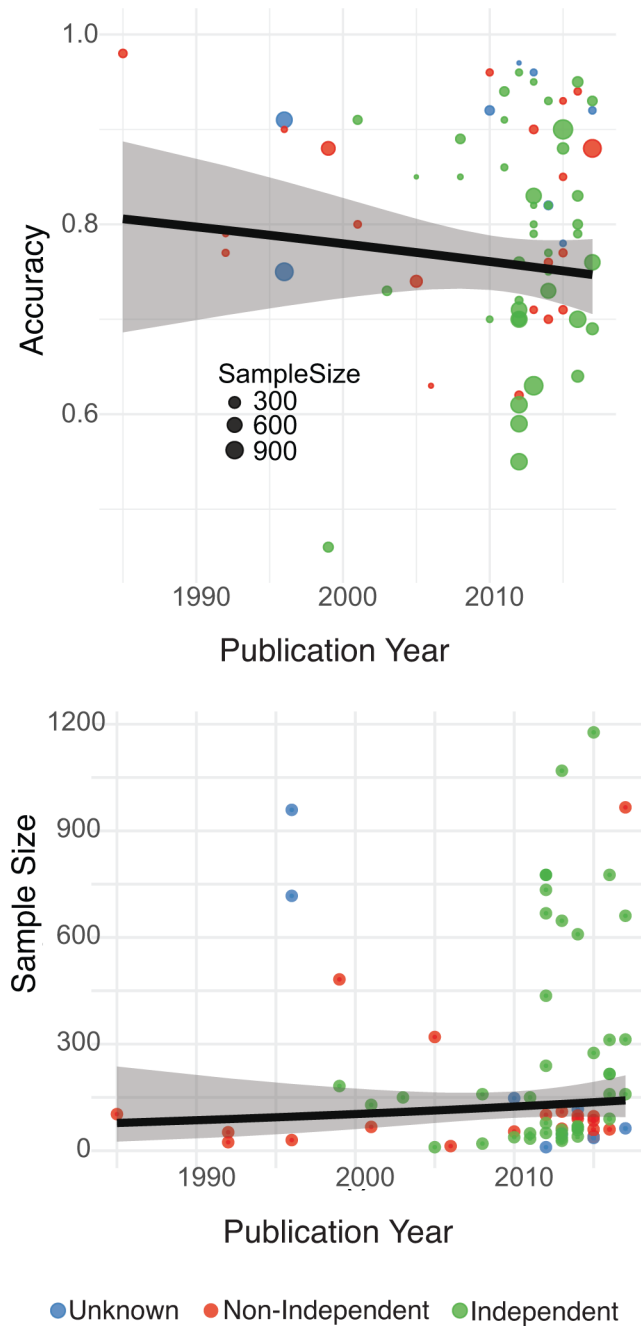 1.0
0.8
0.6
Accuracy
SampleSize
300
600
900
1990 2000 2010
Publication Year
1200
900
600
300
0
Sample Size
1990 2000 2010
Publication Year
Unknown Non-Independent Independent